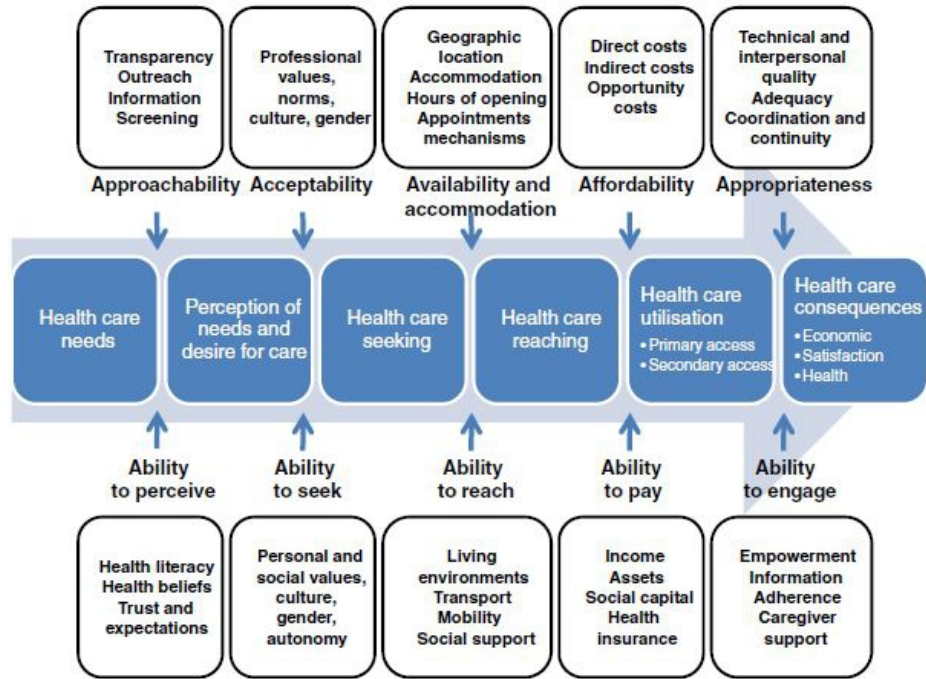 Transparency
Outreach
Information
Screening
Professional
values,
norms,
culture, gender
Geographic
location
Accommodation
Hours of opening
Appointments
mechanisms
Direct costs
Indirect costs
Opportunity
costs
Technical and
interpersonal
quality
Adequacy
Coordination and
continuity
Approachability
Acceptability
Availability and
accommodation
Affordability
Appropriateness
Health care
needs
Perception of
needs and
desire for care
Health care
seeking
Health care
reaching
Health care
utilisation
• Primary access
• Secondary access
Health care
consequences
• Economic
• Satisfaction
• Health
Ability
to perceive
Ability
to seek
Ability
to reach
Ability
to pay
Ability
to engage
Health literacy
Health beliefs
Trust and
expectations
Personal and
social values,
culture,
gender,
autonomy
Living
environments
Transport
Mobility
Social support
Income
Assets
Social capital
Health
insurance
Empowerment
Information
Adherence
Caregiver
support